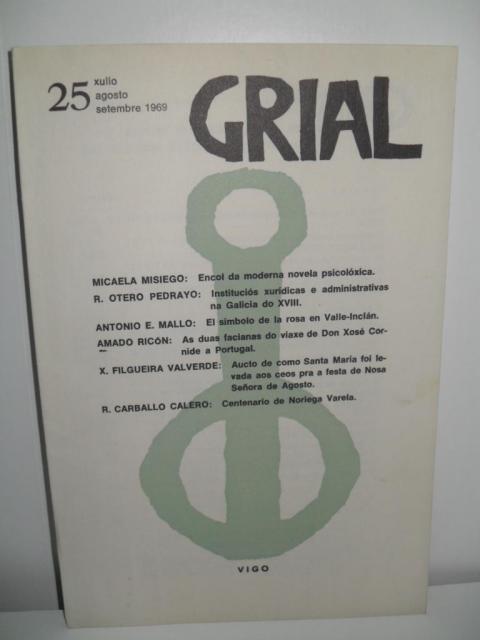 25 xulio
agosto
setembre 1969
GRIAL
MICAELA MISIEGO: Encol da moderna novela psicolóxica.
R. OTERO PEDRAYO: Institucións xurídicas e administrativas
na Galicia do XVIII.
ANTONIO E. MALLO: El símbolo de la rosa en Valle-Inclán.
AMADO RICÓN: As duas facianas do viaxe de Don Xosé Cor-
nide a Portugal.
X. FILGUEIRA VALVERDE: Aucto de como Santa María foi le-
vada aos ceos pra a festa de Nosa
Señora de Agosto.
R. CARBALLO CALERO: Centenario de Noriega Varela.
VIGO